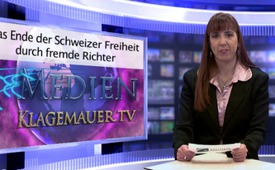 as Ende der Schweizer Freiheit
durch fremde Richter
MEDIEN
KLAGEMAUER.TV